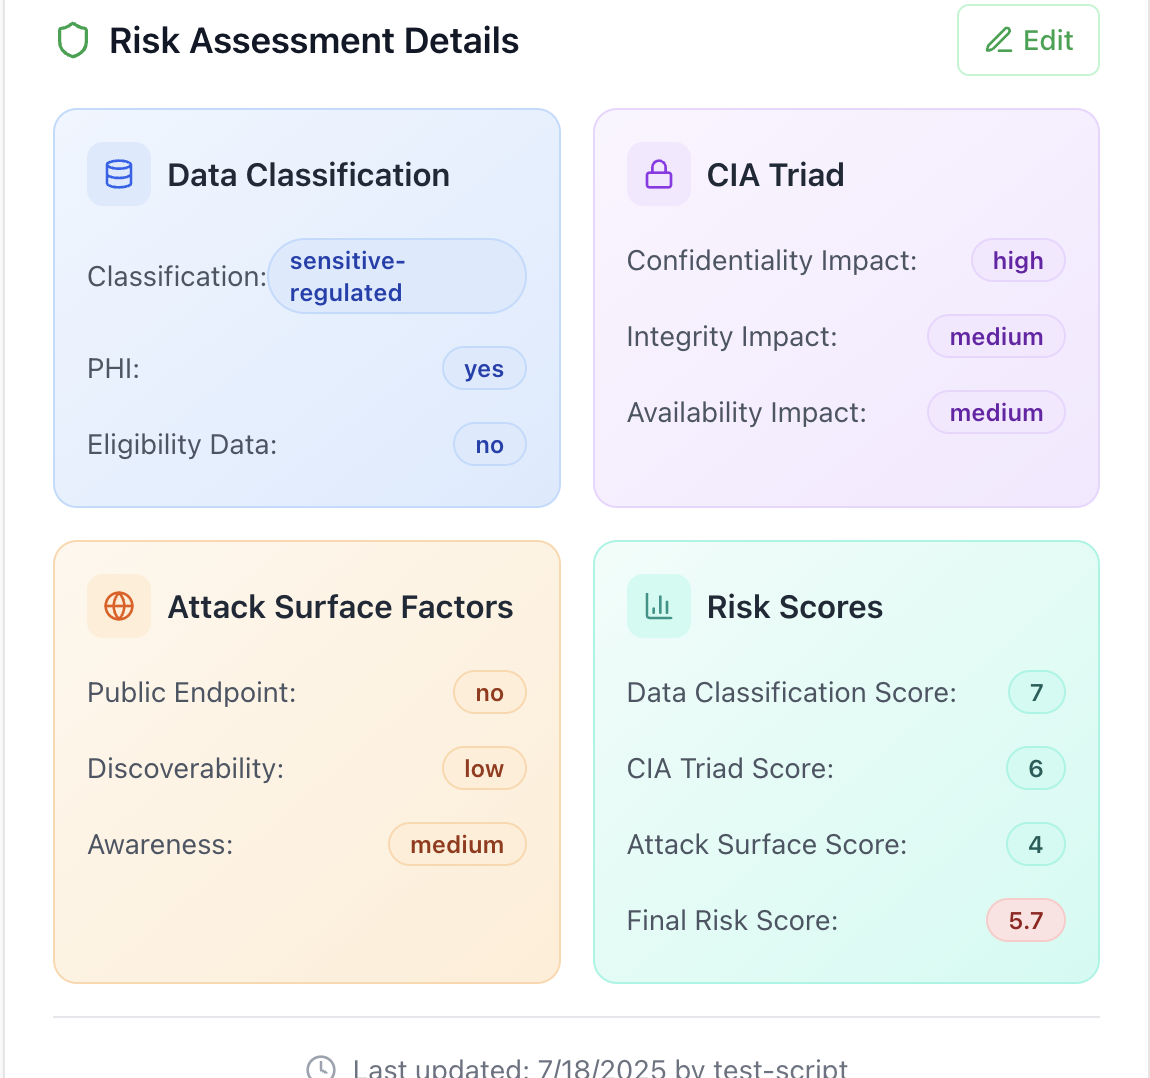 Risk Assessment Details
Edit
Data Classification
Classification:
sensitive-
regulated
PHI:
yes
Eligibility Data:
no
CIA Triad
Confidentiality Impact:
high
Integrity Impact:
medium
Availability Impact:
medium
Attack Surface Factors
Public Endpoint:
no
Discoverability:
low
Awareness:
medium
Risk Scores
Data Classification Score:
7
CIA Triad Score:
6
Attack Surface Score:
4
Final Risk Score:
5.7
Last updated: 7/18/2025 by test-script